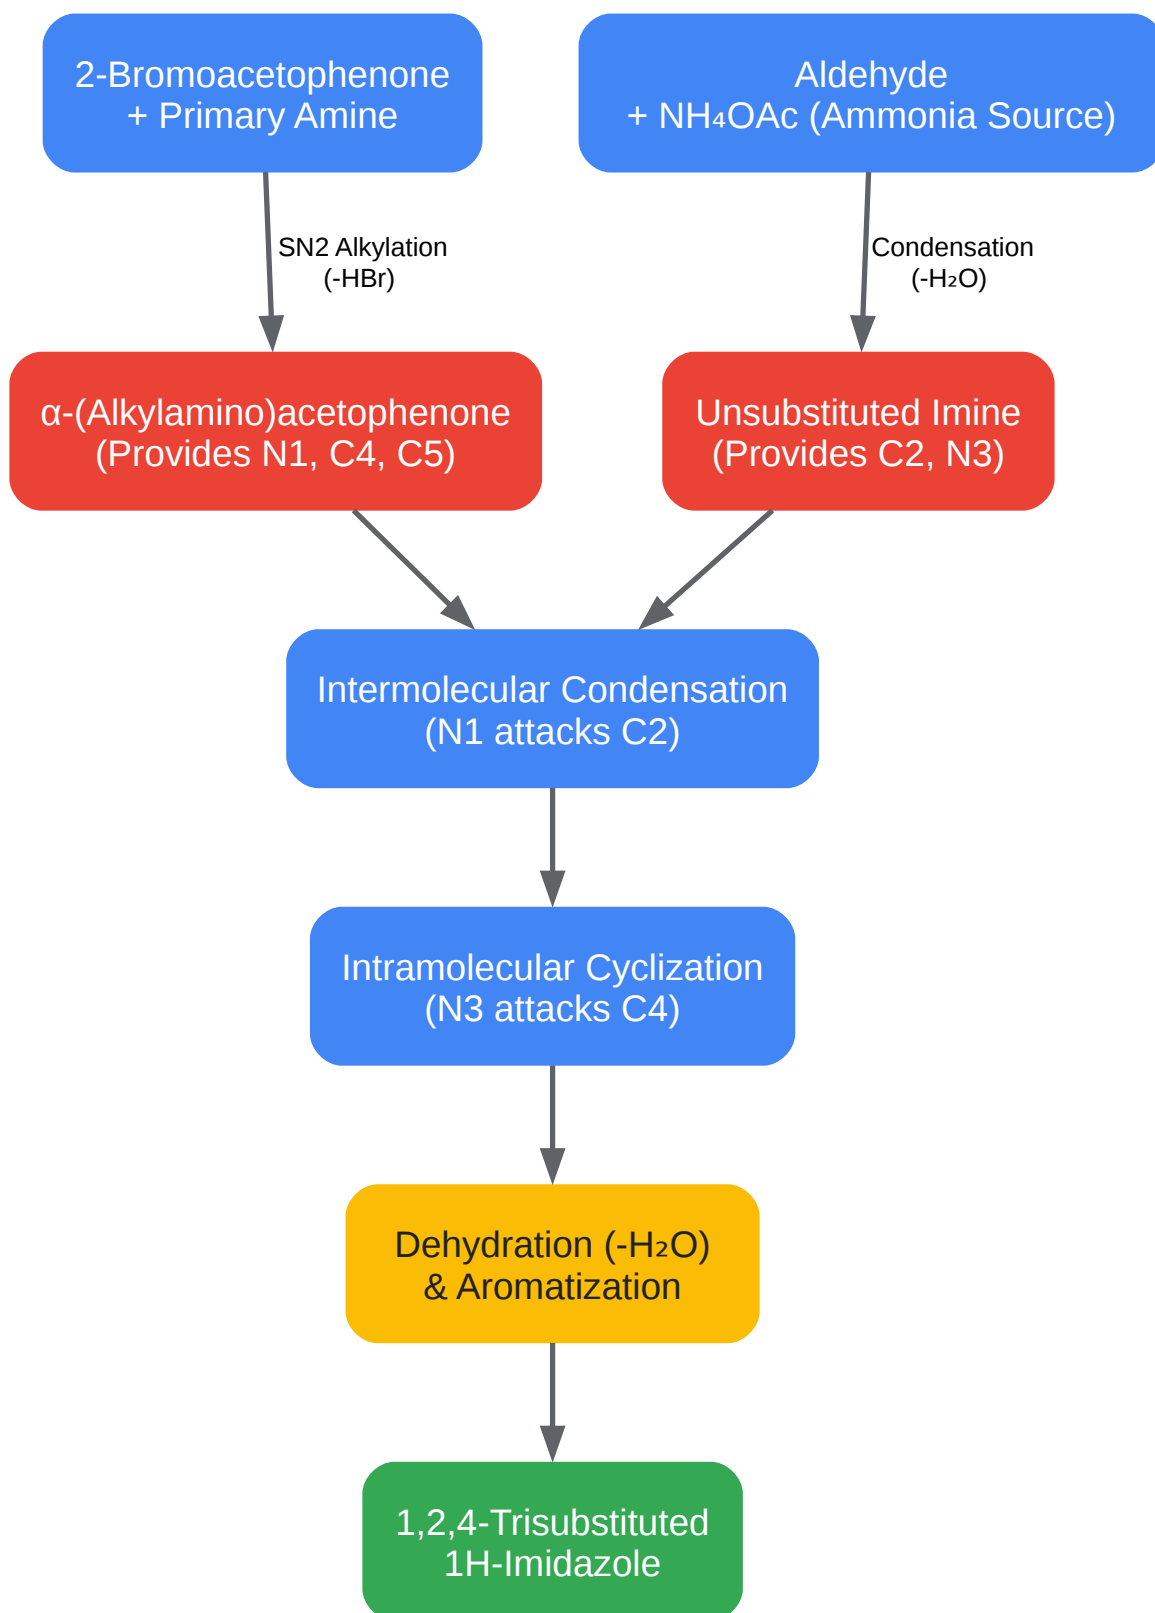 2-Bromoacetophenone
+ Primary Amine
Aldehyde
+ NH₄OAc (Ammonia Source)
SN2 Alkylation
(-HBr)
Condensation
(-H₂O)
α-(Alkylamino)acetophenone
(Provides N1, C4, C5)
Unsubstituted Imine
(Provides C2, N3)
Intermolecular Condensation
(N1 attacks C2)
Intramolecular Cyclization
(N3 attacks C4)
Dehydration (-H₂O)
& Aromatization
1,2,4-Trisubstituted
1H-Imidazole